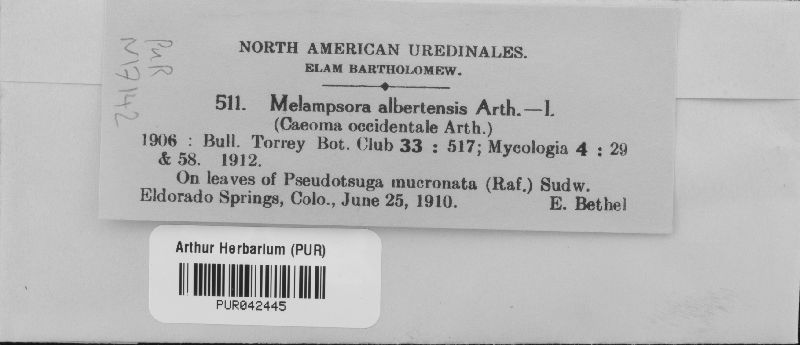 PUR
N17142
NORTH AMERICAN UREDINALES.
ELAM BARTHOLOMEW.
511. Melampsora albertensis Arth.—I.
(Caeoma occidentale Arth.)
1906 : Bull. Torrey Bot. Club 33 : 517; Mycologia 4 : 29
& 58. 1912.
On leaves of Pseudotsuga mucronata (Raf.) Sudw.
Eldorado Springs, Colo., June 25, 1910. E. Bethel
Arthur Herbarium (PUR)
PUR042445